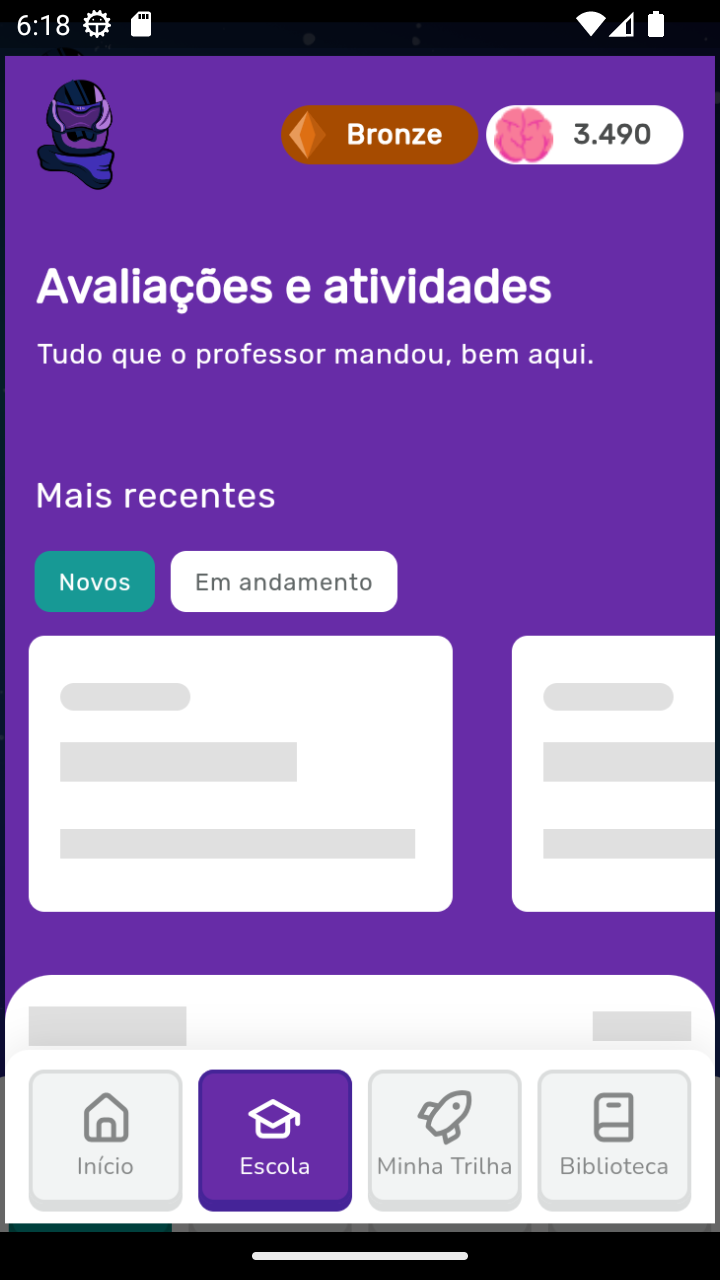 6:18
Bronze
3.490
Avaliações e atividades
Tudo que o professor mandou, bem aqui.
Mais recentes
Novos
Em andamento
Início
Escola
Minha Trilha
Biblioteca